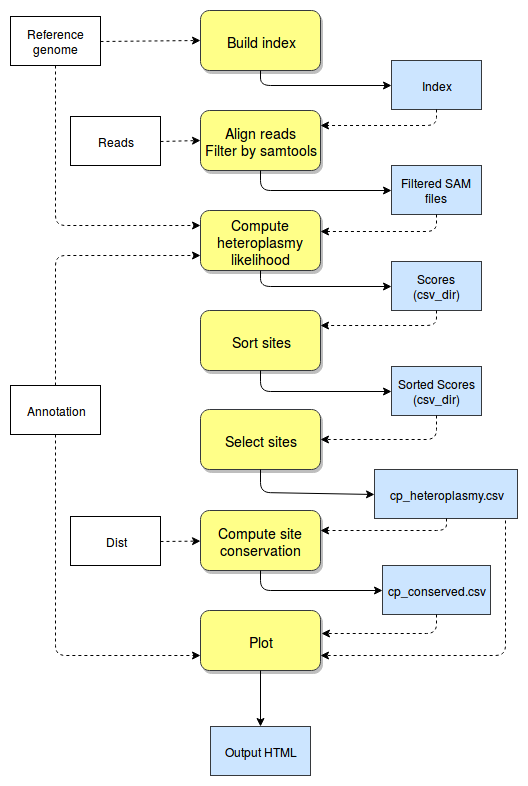 Reference
genome
Build index
Index
Reads
Align reads
Filter by samtools
Filtered SAM
files
Compute
heteroplasmy
likelihood
Scores
(csv_dir)
Sort sites
Sorted Scores
(csv_dir)
Annotation
Select sites
cp_heteroplasmy.csv
Dist
Compute site
conservation
cp_conserved.csv
Plot
Output HTML